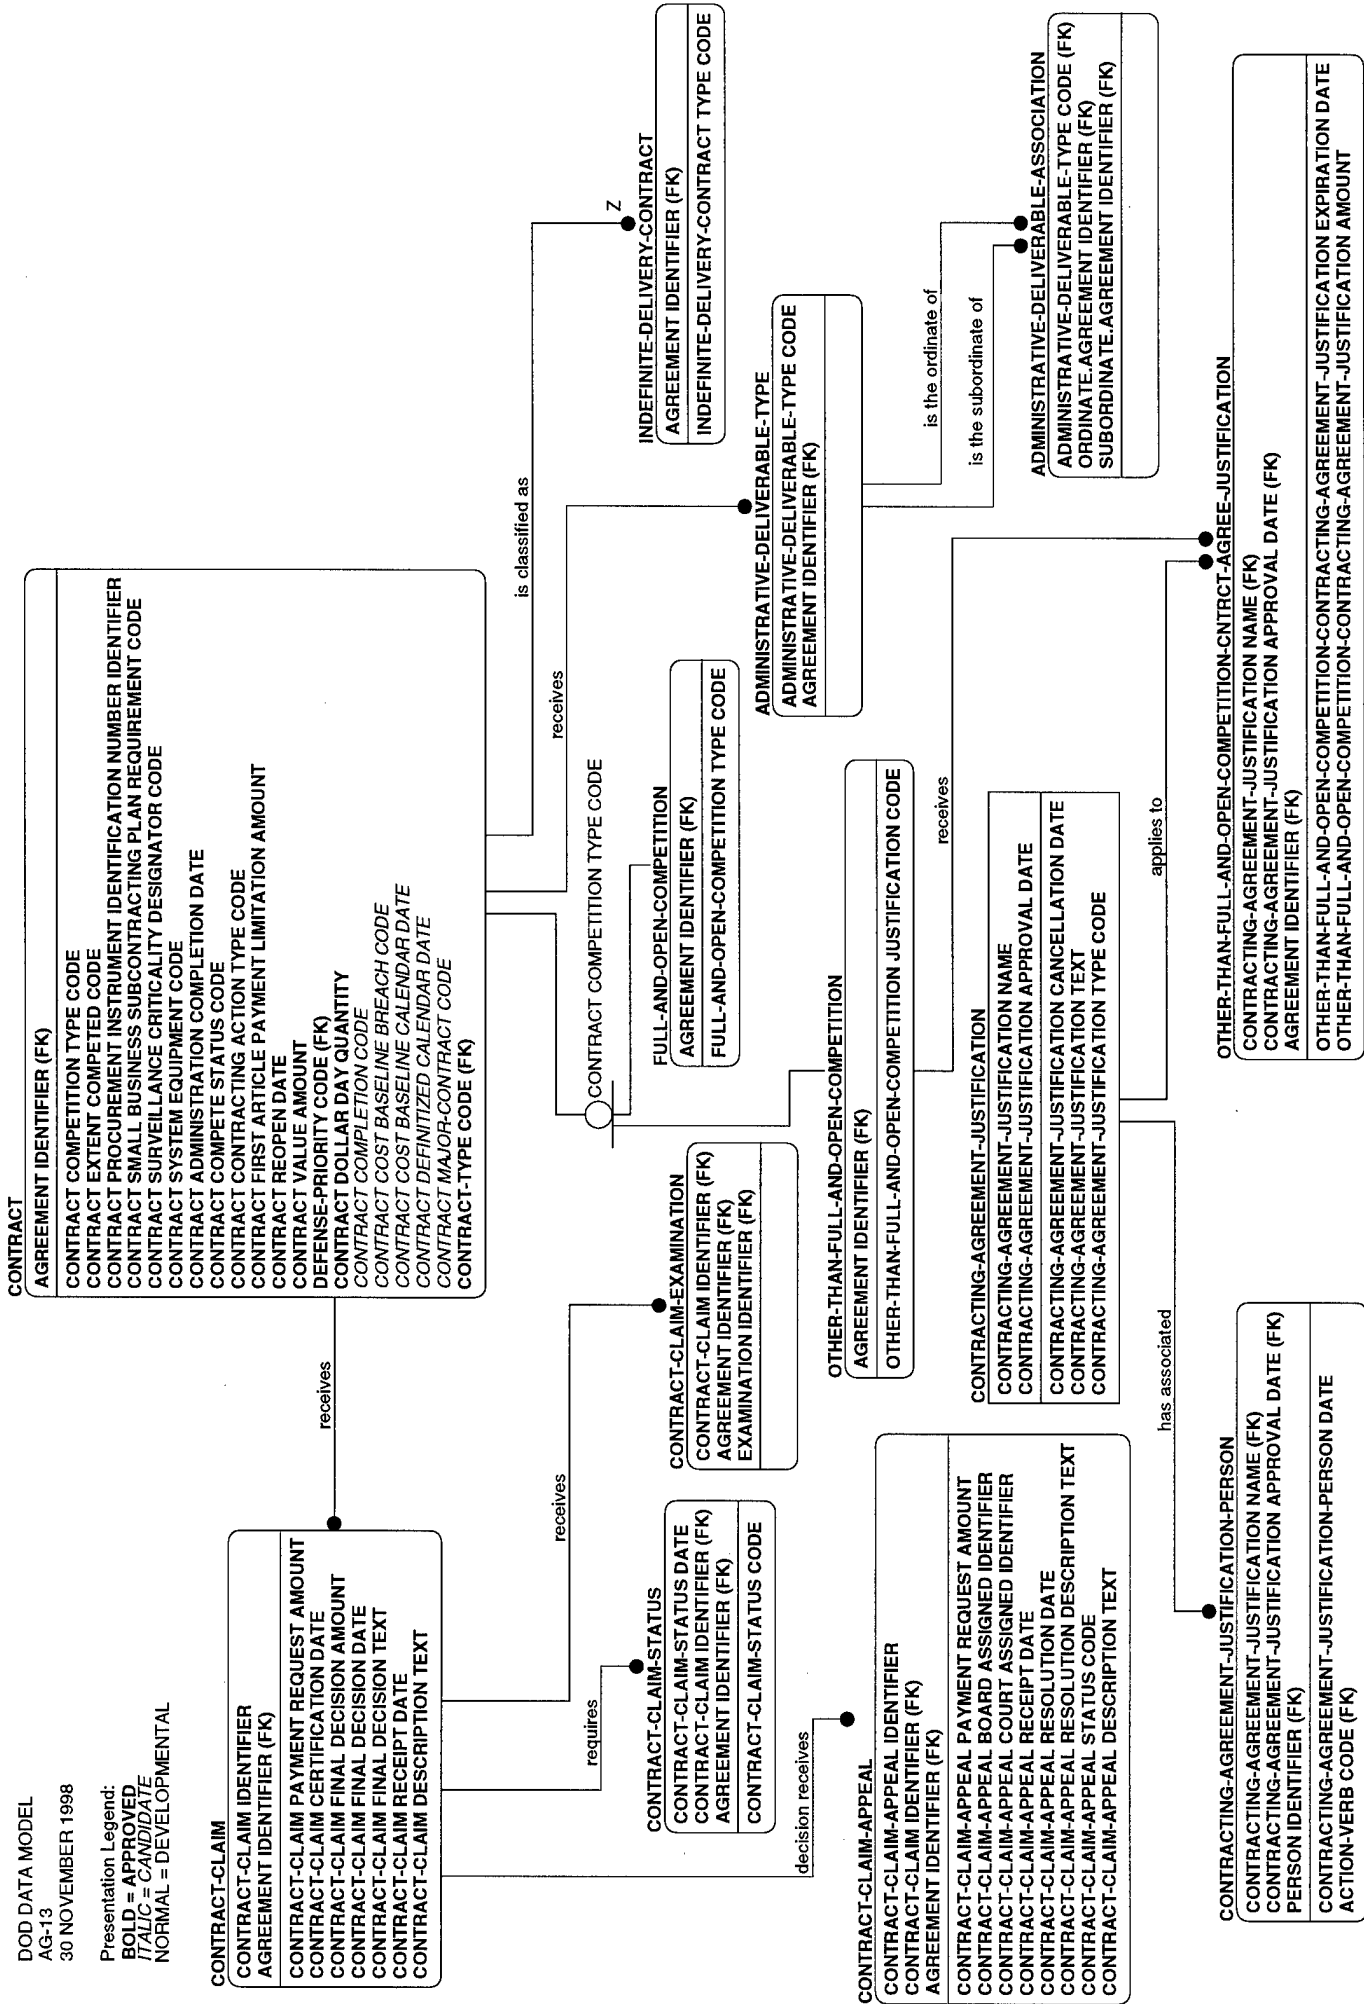 DOD DATA MODEL
AG-13
30 NOVEMBER 1998
Presentation Legend:
BOLD = APPROVED
ITALIC = CANDIDATE
NORMAL = DEVELOPMENTAL
CONTRACT
AGREEMENT IDENTIFIER (FK)
CONTRACT COMPETITION TYPE CODE
CONTRACT EXTENT COMPETED CODE
CONTRACT PROCUREMENT INSTRUMENT IDENTIFICATION NUMBER IDENTIFIER
CONTRACT SMALL BUSINESS SUBCONTRACTING PLAN REQUIREMENT CODE
CONTRACT SURVEILLANCE CRITICALITY DESIGNATOR CODE
CONTRACT SYSTEM EQUIPMENT CODE
CONTRACT ADMINISTRATION COMPLETION DATE
CONTRACT COMPETE STATUS CODE
CONTRACT CONTRACTING ACTION TYPE CODE
CONTRACT FIRST ARTICLE PAYMENT LIMITATION AMOUNT
CONTRACT REOPEN DATE
CONTRACT VALUE AMOUNT
DEFENSE-PRIORITY CODE (FK)
CONTRACT DOLLAR DAY QUANTITY
CONTRACT COMPLETION CODE
CONTRACT COST BASELINE BREACH CODE
CONTRACT COST BASELINE CALENDAR DATE
CONTRACT DEFINITIZED CALENDAR DATE
CONTRACT MAJOR-CONTRACT CODE
CONTRACT-TYPE CODE (FK)
receives
CONTRACT-CLAIM
CONTRACT-CLAIM IDENTIFIER
AGREEMENT IDENTIFIER (FK)
CONTRACT-CLAIM PAYMENT REQUEST AMOUNT
CONTRACT-CLAIM CERTIFICATION DATE
CONTRACT-CLAIM FINAL DECISION AMOUNT
CONTRACT-CLAIM FINAL DECISION DATE
CONTRACT-CLAIM FINAL DECISION TEXT
CONTRACT-CLAIM RECEIPT DATE
CONTRACT-CLAIM DESCRIPTION TEXT
is classified as
Z
INDEFINITE-DELIVERY-CONTRACT
AGREEMENT IDENTIFIER (FK)
INDEFINITE-DELIVERY-CONTRACT TYPE CODE
receives
CONTRACT COMPETITION TYPE CODE
FULL-AND-OPEN-COMPETITION
AGREEMENT IDENTIFIER (FK)
FULL-AND-OPEN-COMPETITION TYPE CODE
receives
CONTRACT-CLAIM-EXAMINATION
CONTRACT-CLAIM IDENTIFIER (FK)
AGREEMENT IDENTIFIER (FK)
EXAMINATION IDENTIFIER (FK)
requires
CONTRACT-CLAIM-STATUS
CONTRACT-CLAIM-STATUS DATE
CONTRACT-CLAIM IDENTIFIER (FK)
AGREEMENT IDENTIFIER (FK)
CONTRACT-CLAIM-STATUS CODE
ADMINISTRATIVE-DELIVERABLE-TYPE
ADMINISTRATIVE-DELIVERABLE-TYPE CODE
AGREEMENT IDENTIFIER (FK)
is the ordinate of
is the subordinate of
ADMINISTRATIVE-DELIVERABLE-ASSOCIATION
ADMINISTRATIVE-DELIVERABLE-TYPE CODE (FK)
ORDINATE.AGREEMENT IDENTIFIER (FK)
SUBORDINATE.AGREEMENT IDENTIFIER (FK)
decision receives
CONTRACT-CLAIM-APPEAL
CONTRACT-CLAIM-APPEAL IDENTIFIER
CONTRACT-CLAIM IDENTIFIER (FK)
AGREEMENT IDENTIFIER (FK)
CONTRACT-CLAIM-APPEAL PAYMENT REQUEST AMOUNT
CONTRACT-CLAIM-APPEAL BOARD ASSIGNED IDENTIFIER
CONTRACT-CLAIM-APPEAL COURT ASSIGNED IDENTIFIER
CONTRACT-CLAIM-APPEAL RECEIPT DATE
CONTRACT-CLAIM-APPEAL RESOLUTION DATE
CONTRACT-CLAIM-APPEAL RESOLUTION DESCRIPTION TEXT
CONTRACT-CLAIM-APPEAL STATUS CODE
CONTRACT-CLAIM-APPEAL DESCRIPTION TEXT
OTHER-THAN-FULL-AND-OPEN-COMPETITION
AGREEMENT IDENTIFIER (FK)
OTHER-THAN-FULL-AND-OPEN-COMPETITION JUSTIFICATION CODE
receives
CONTRACTING-AGREEMENT-JUSTIFICATION
CONTRACTING-AGREEMENT-JUSTIFICATION NAME
CONTRACTING-AGREEMENT-JUSTIFICATION APPROVAL DATE
CONTRACTING-AGREEMENT-JUSTIFICATION CANCELLATION DATE
CONTRACTING-AGREEMENT-JUSTIFICATION TEXT
CONTRACTING-AGREEMENT-JUSTIFICATION TYPE CODE
has associated
applies to
CONTRACTING-AGREEMENT-JUSTIFICATION-PERSON
CONTRACTING-AGREEMENT-JUSTIFICATION NAME (FK)
CONTRACTING-AGREEMENT-JUSTIFICATION APPROVAL DATE (FK)
PERSON IDENTIFIER (FK)
CONTRACTING-AGREEMENT-JUSTIFICATION-PERSON DATE
ACTION-VERB CODE (FK)
OTHER-THAN-FULL-AND-OPEN-COMPETITION-CNTRCT-AGREE-JUSTIFICATION
CONTRACTING-AGREEMENT-JUSTIFICATION NAME (FK)
CONTRACTING-AGREEMENT-JUSTIFICATION APPROVAL DATE (FK)
AGREEMENT IDENTIFIER (FK)
OTHER-THAN-FULL-AND-OPEN-COMPETITION-CONTRACTING-AGREEMENT-JUSTIFICATION EXPIRATION DATE
OTHER-THAN-FULL-AND-OPEN-COMPETITION-CONTRACTING-AGREEMENT-JUSTIFICATION AMOUNT